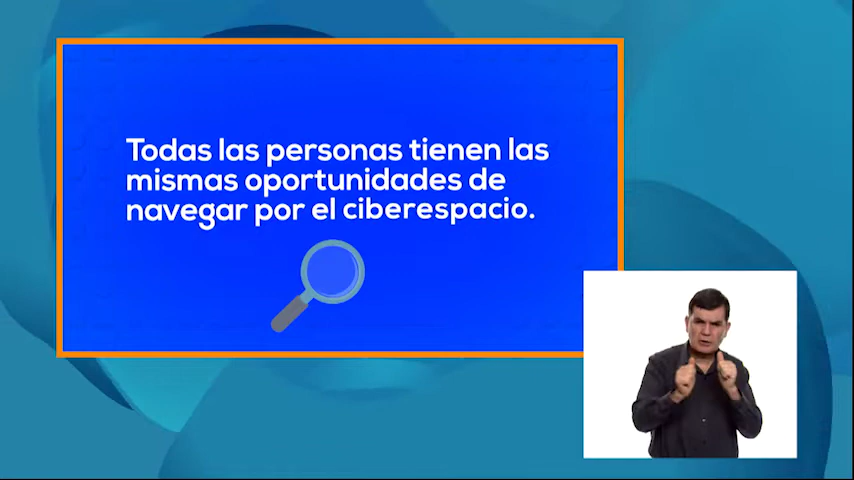 Todas las personas tienen las
mismas oportunidades de
navegar por el ciberespacio.